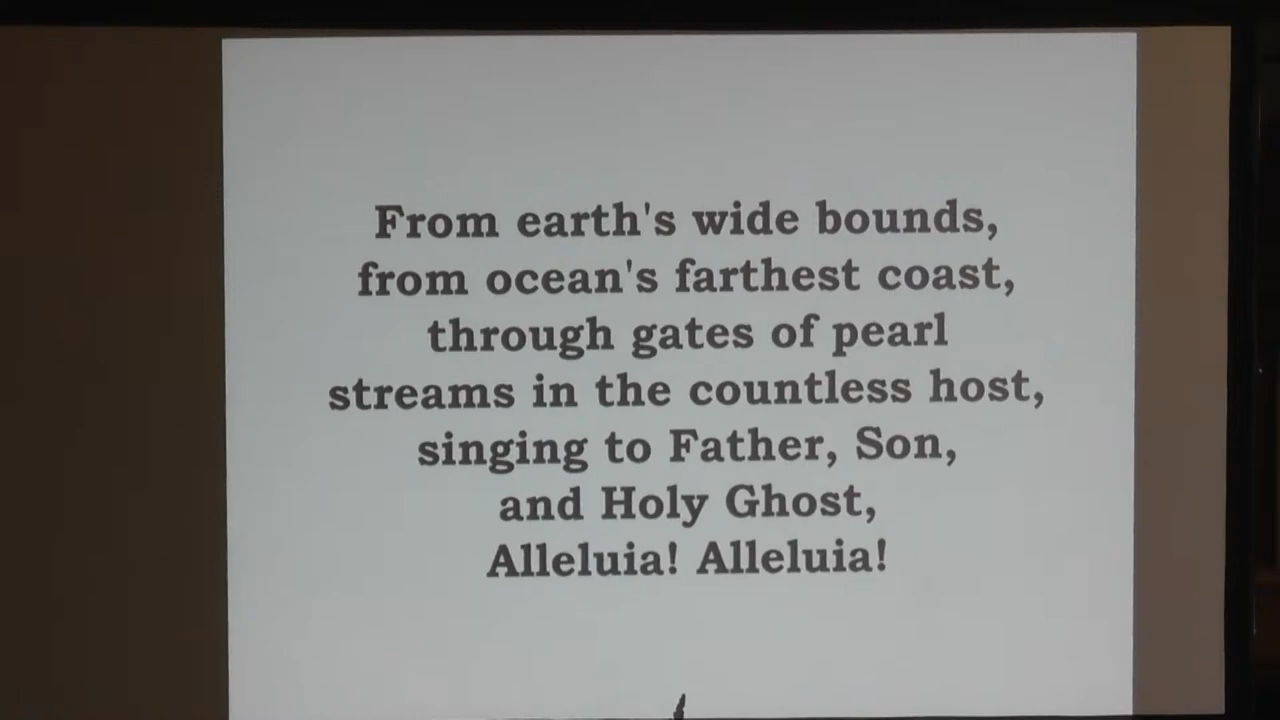 From earth's wide bounds,
from ocean's farthest coast,
through gates of pearl
streams in the countless host,
singing to Father, Son,
and Holy Ghost,
Alleluia! Alleluia!